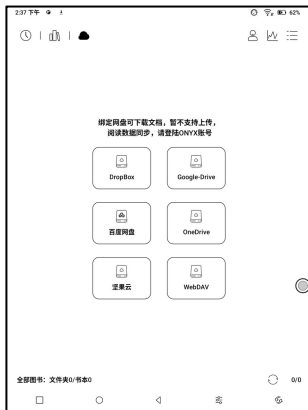 2:37 下午
62%
绑定网盘可下载文档，暂不支持上传，
阅读数据同步，请登陆ONYX账号
DropBox
Google-Drive
百度网盘
OneDrive
坚果云
WebDAV
全部图书：文件夹0/书本0
0/0